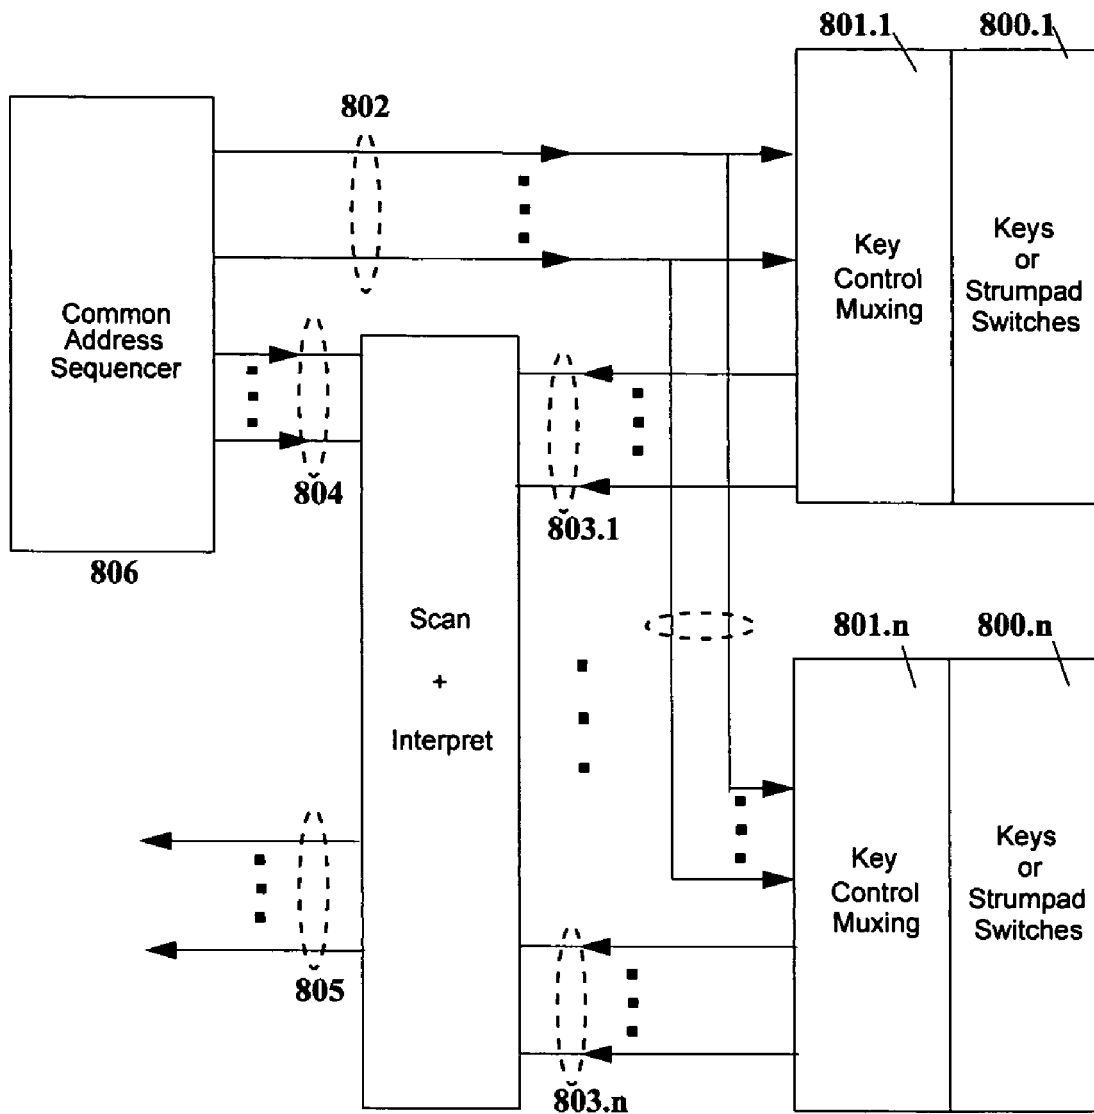 801.1
800.1
802
Common
Address
Sequencer
Key
Control
Muxing
Keys
or
Strumpad
Switches
804
803.1
806
Scan
+
Interpret
801.n
800.n
Key
Control
Muxing
Keys
or
Strumpad
Switches
805
803.n